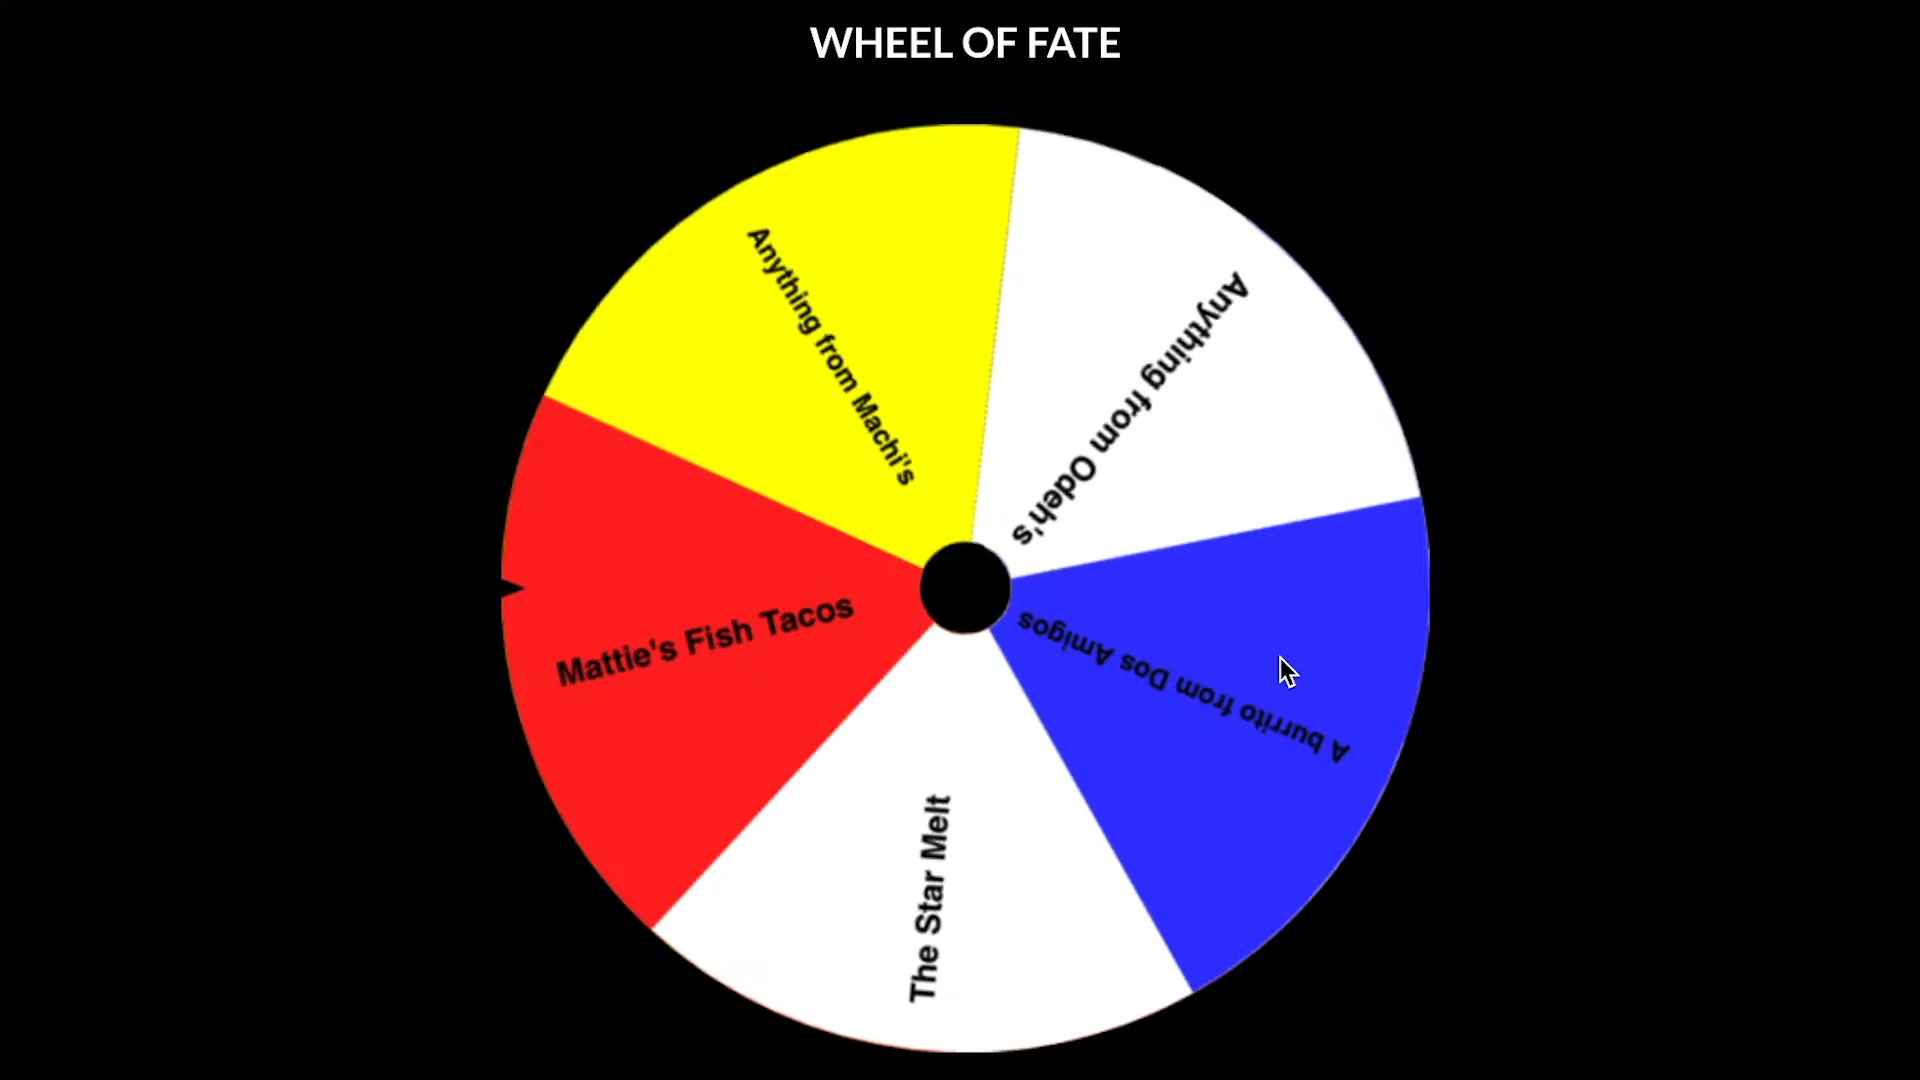 WHEEL OF FATE
Anything from Machi's
Anything from Odeh's
Mattie's Fish Tacos
A burrito from Dos Amigos
The Star Melt